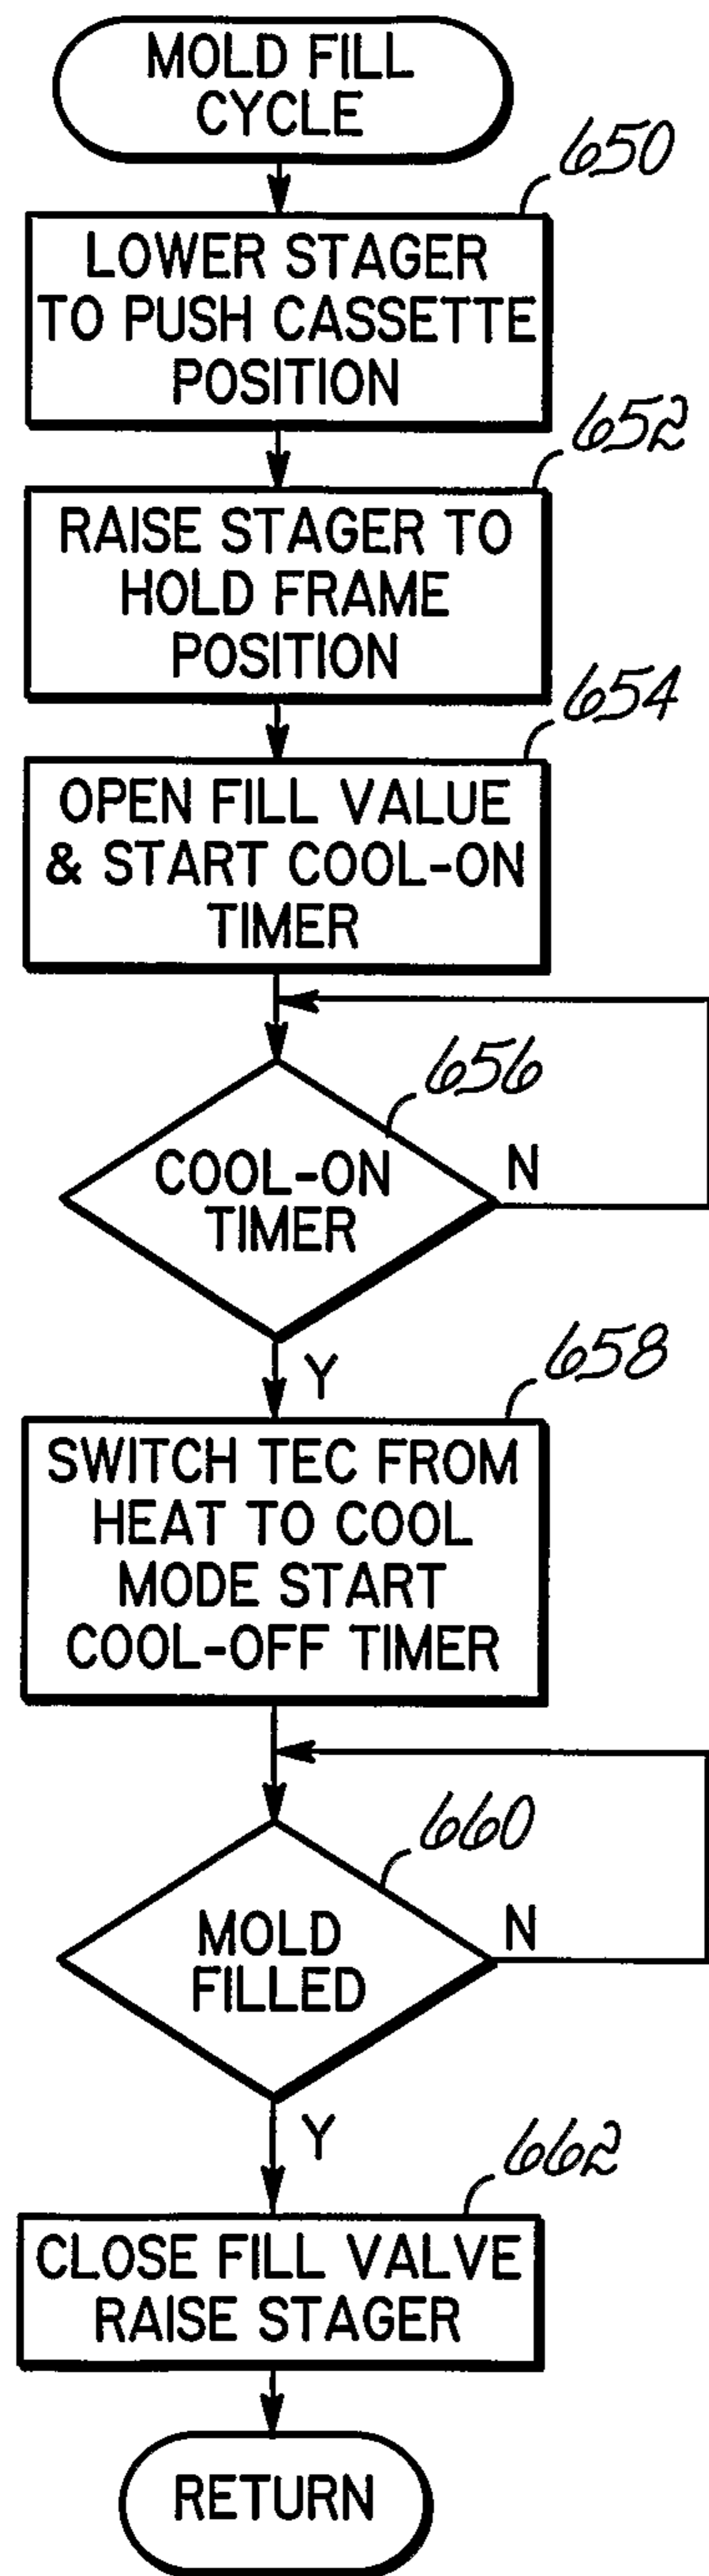 MOLD FILL
CYCLE
650
LOWER STAGER
TO PUSH CASSETTE
POSITION
652
RAISE STAGER TO
HOLD FRAME
POSITION
654
OPEN FILL VALUE
& START COOL-ON
TIMER
656
COOL-ON
TIMER
N
Y
658
SWITCH TEC FROM
HEAT TO COOL
MODE START
COOL-OFF TIMER
660
MOLD
FILLED
N
Y
662
CLOSE FILL VALVE
RAISE STAGER
RETURN